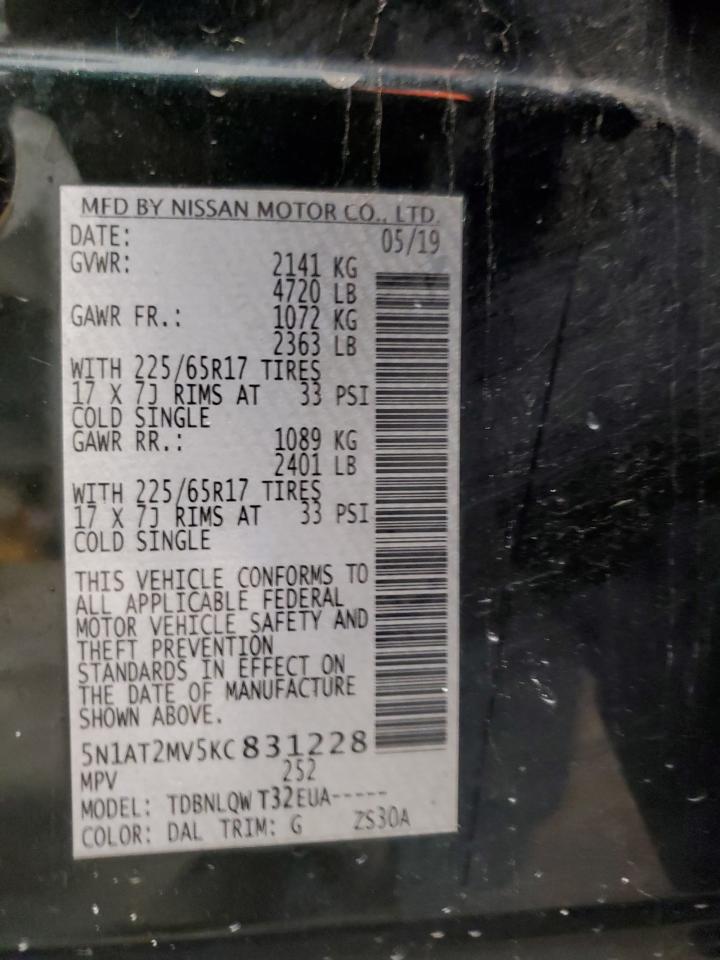 MFD BY NISSAN MOTOR CO., LTD.
DATE: 05/19
GVWR: 2141 KG
4720 LB
GAWR FR.: 1072 KG
2363 LB
WITH 225/65R17 TIRES
17 X 7J RIMS AT 33 PSI
COLD SINGLE
GAWR RR.: 1089 KG
2401 LB
WITH 225/65R17 TIRES
17 X 7J RIMS AT 33 PSI
COLD SINGLE
THIS VEHICLE CONFORMS TO
ALL APPLICABLE FEDERAL
MOTOR VEHICLE SAFETY AND
THEFT PREVENTION
STANDARDS IN EFFECT ON
THE DATE OF MANUFACTURE
SHOWN ABOVE.
5N1AT2MV5KC831228
MPV 252
MODEL: TDBNLQW T32EUA-----
COLOR: DAL TRIM: G ZS30A